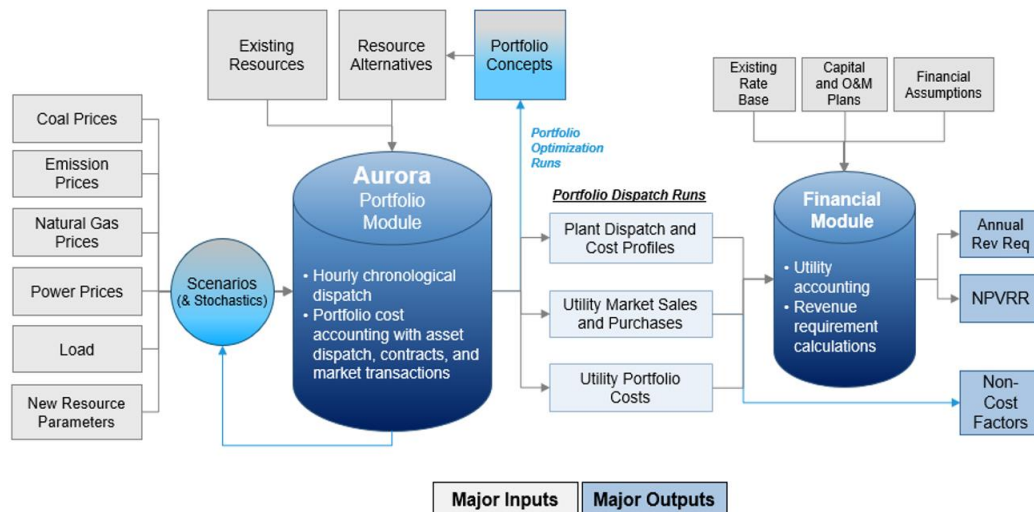 Existing
Resources
Resource
Alternatives
Portfolio
Concepts
Existing
Rate
Base
Capital
and O&M
Plans
Financial
Assumptions
Coal Prices
Emission
Prices
Natural Gas
Prices
Power Prices
Load
New Resource
Parameters
Scenarios
(& Stochastics)
Aurora
Portfolio
Module
• Hourly chronological
dispatch
• Portfolio cost
accounting with asset
dispatch, contracts, and
market transactions
Portfolio
Optimization
Runs
Portfolio Dispatch Runs
Plant Dispatch and
Cost Profiles
Utility Market Sales
and Purchases
Utility Portfolio
Costs
Financial
Module
• Utility
accounting
• Revenue
requirement
calculations
Annual
Rev Req
NPVRR
Non-
Cost
Factors
Major Inputs
Major Outputs